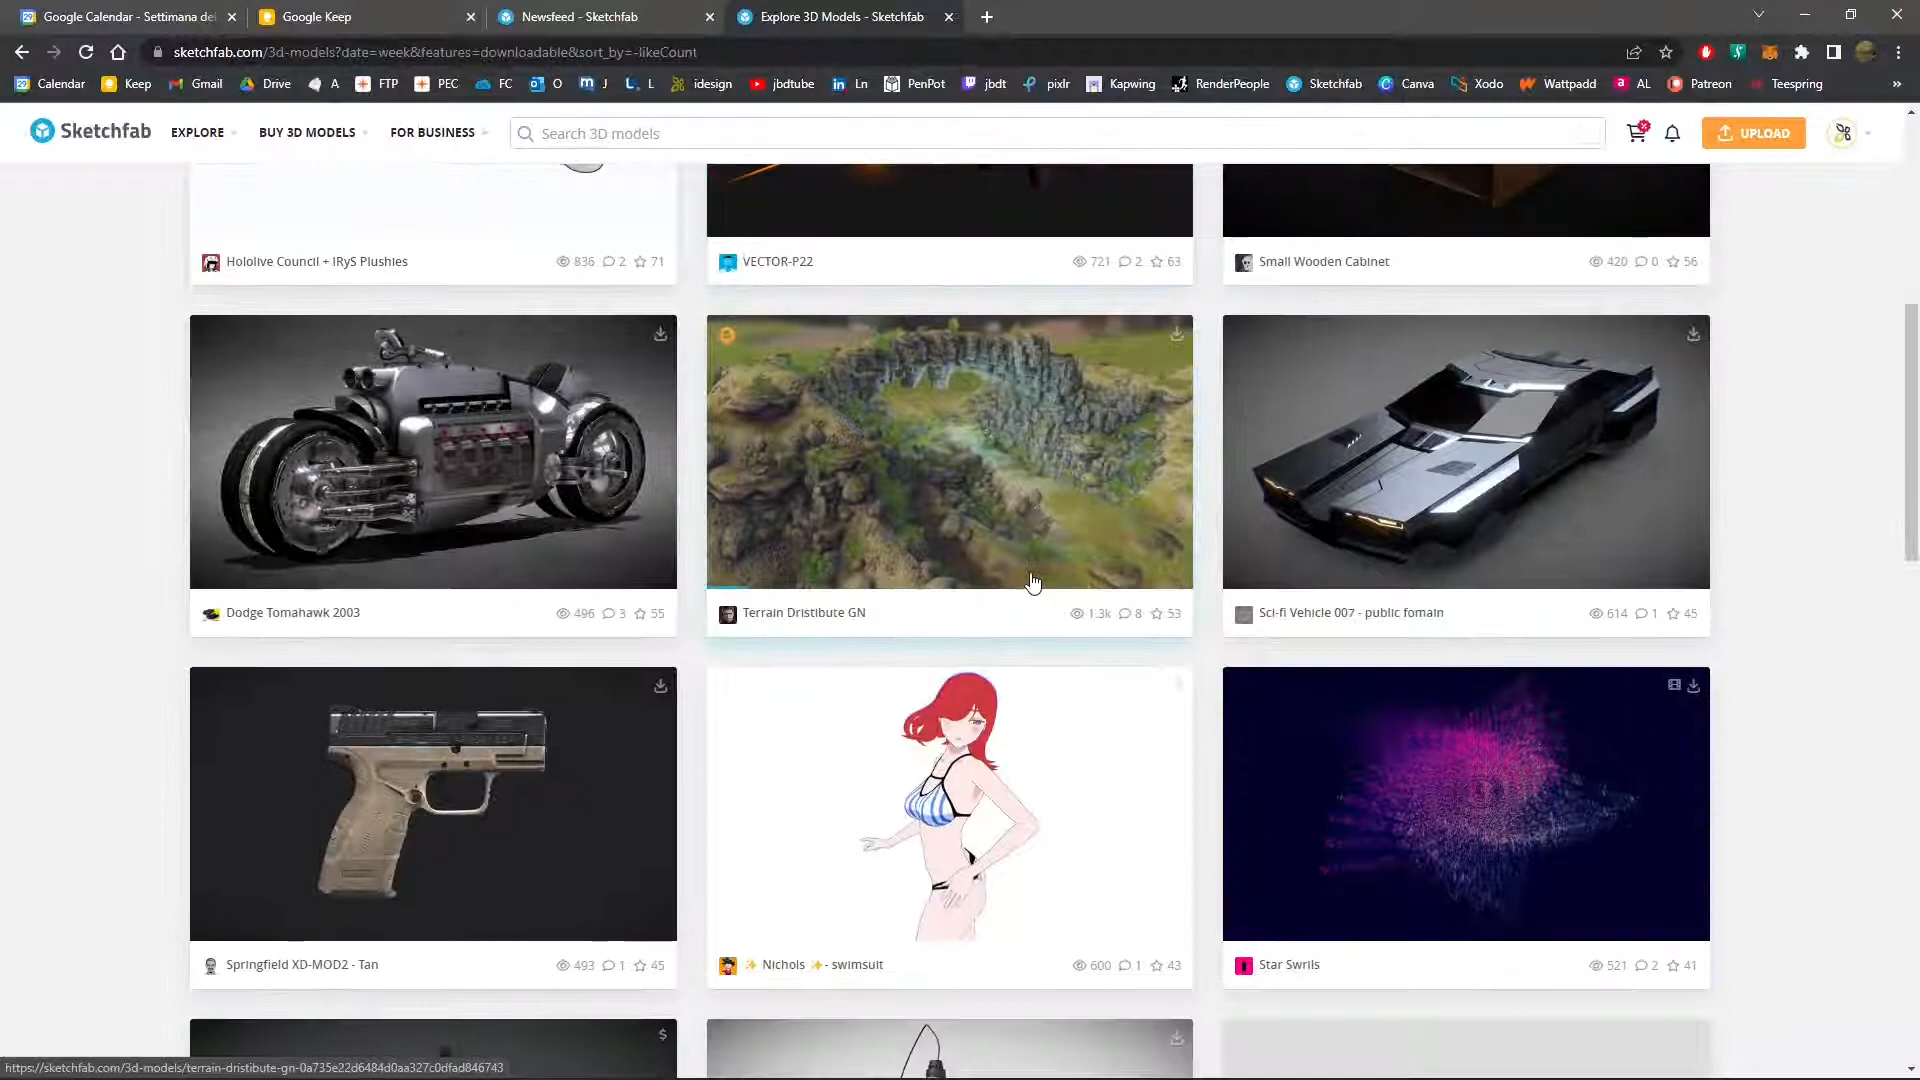 Google Calendar - Settimana del
Google Keep
Newsfeed - Sketchfab
Explore 3D Models - Sketchfab
sketchfab.com/3d-models?date=week&features=downloadable&sort_by=-likeCount
Calendar Keep Gmail Drive A FTP PEC FC O J L idesign jbdtube Ln PenPot jbdt pixlr Kapwing RenderPeople Sketchfab Canva Xodo Wattpadd AL Patreon Teespring »
Sketchfab EXPLORE BUY 3D MODELS FOR BUSINESS Search 3D models UPLOAD
Hololive Council + IRyS Plushies 836 2 71
VECTOR-P22 721 2 63
Small Wooden Cabinet 420 0 56
Dodge Tomahawk 2003 496 3 55
Terrain Dristibute GN 1.3k 8 53
Sci-fi Vehicle 007 - public fomain 614 1 45
Springfield XD-MOD2 - Tan 493 1 45
✨ Nichols ✨- swimsuit 600 1 43
Star Swrils 521 2 41
$
https://sketchfab.com/3d-models/terrain-dristibute-gn-0a735e22d6484d0aa327c0dfad846743